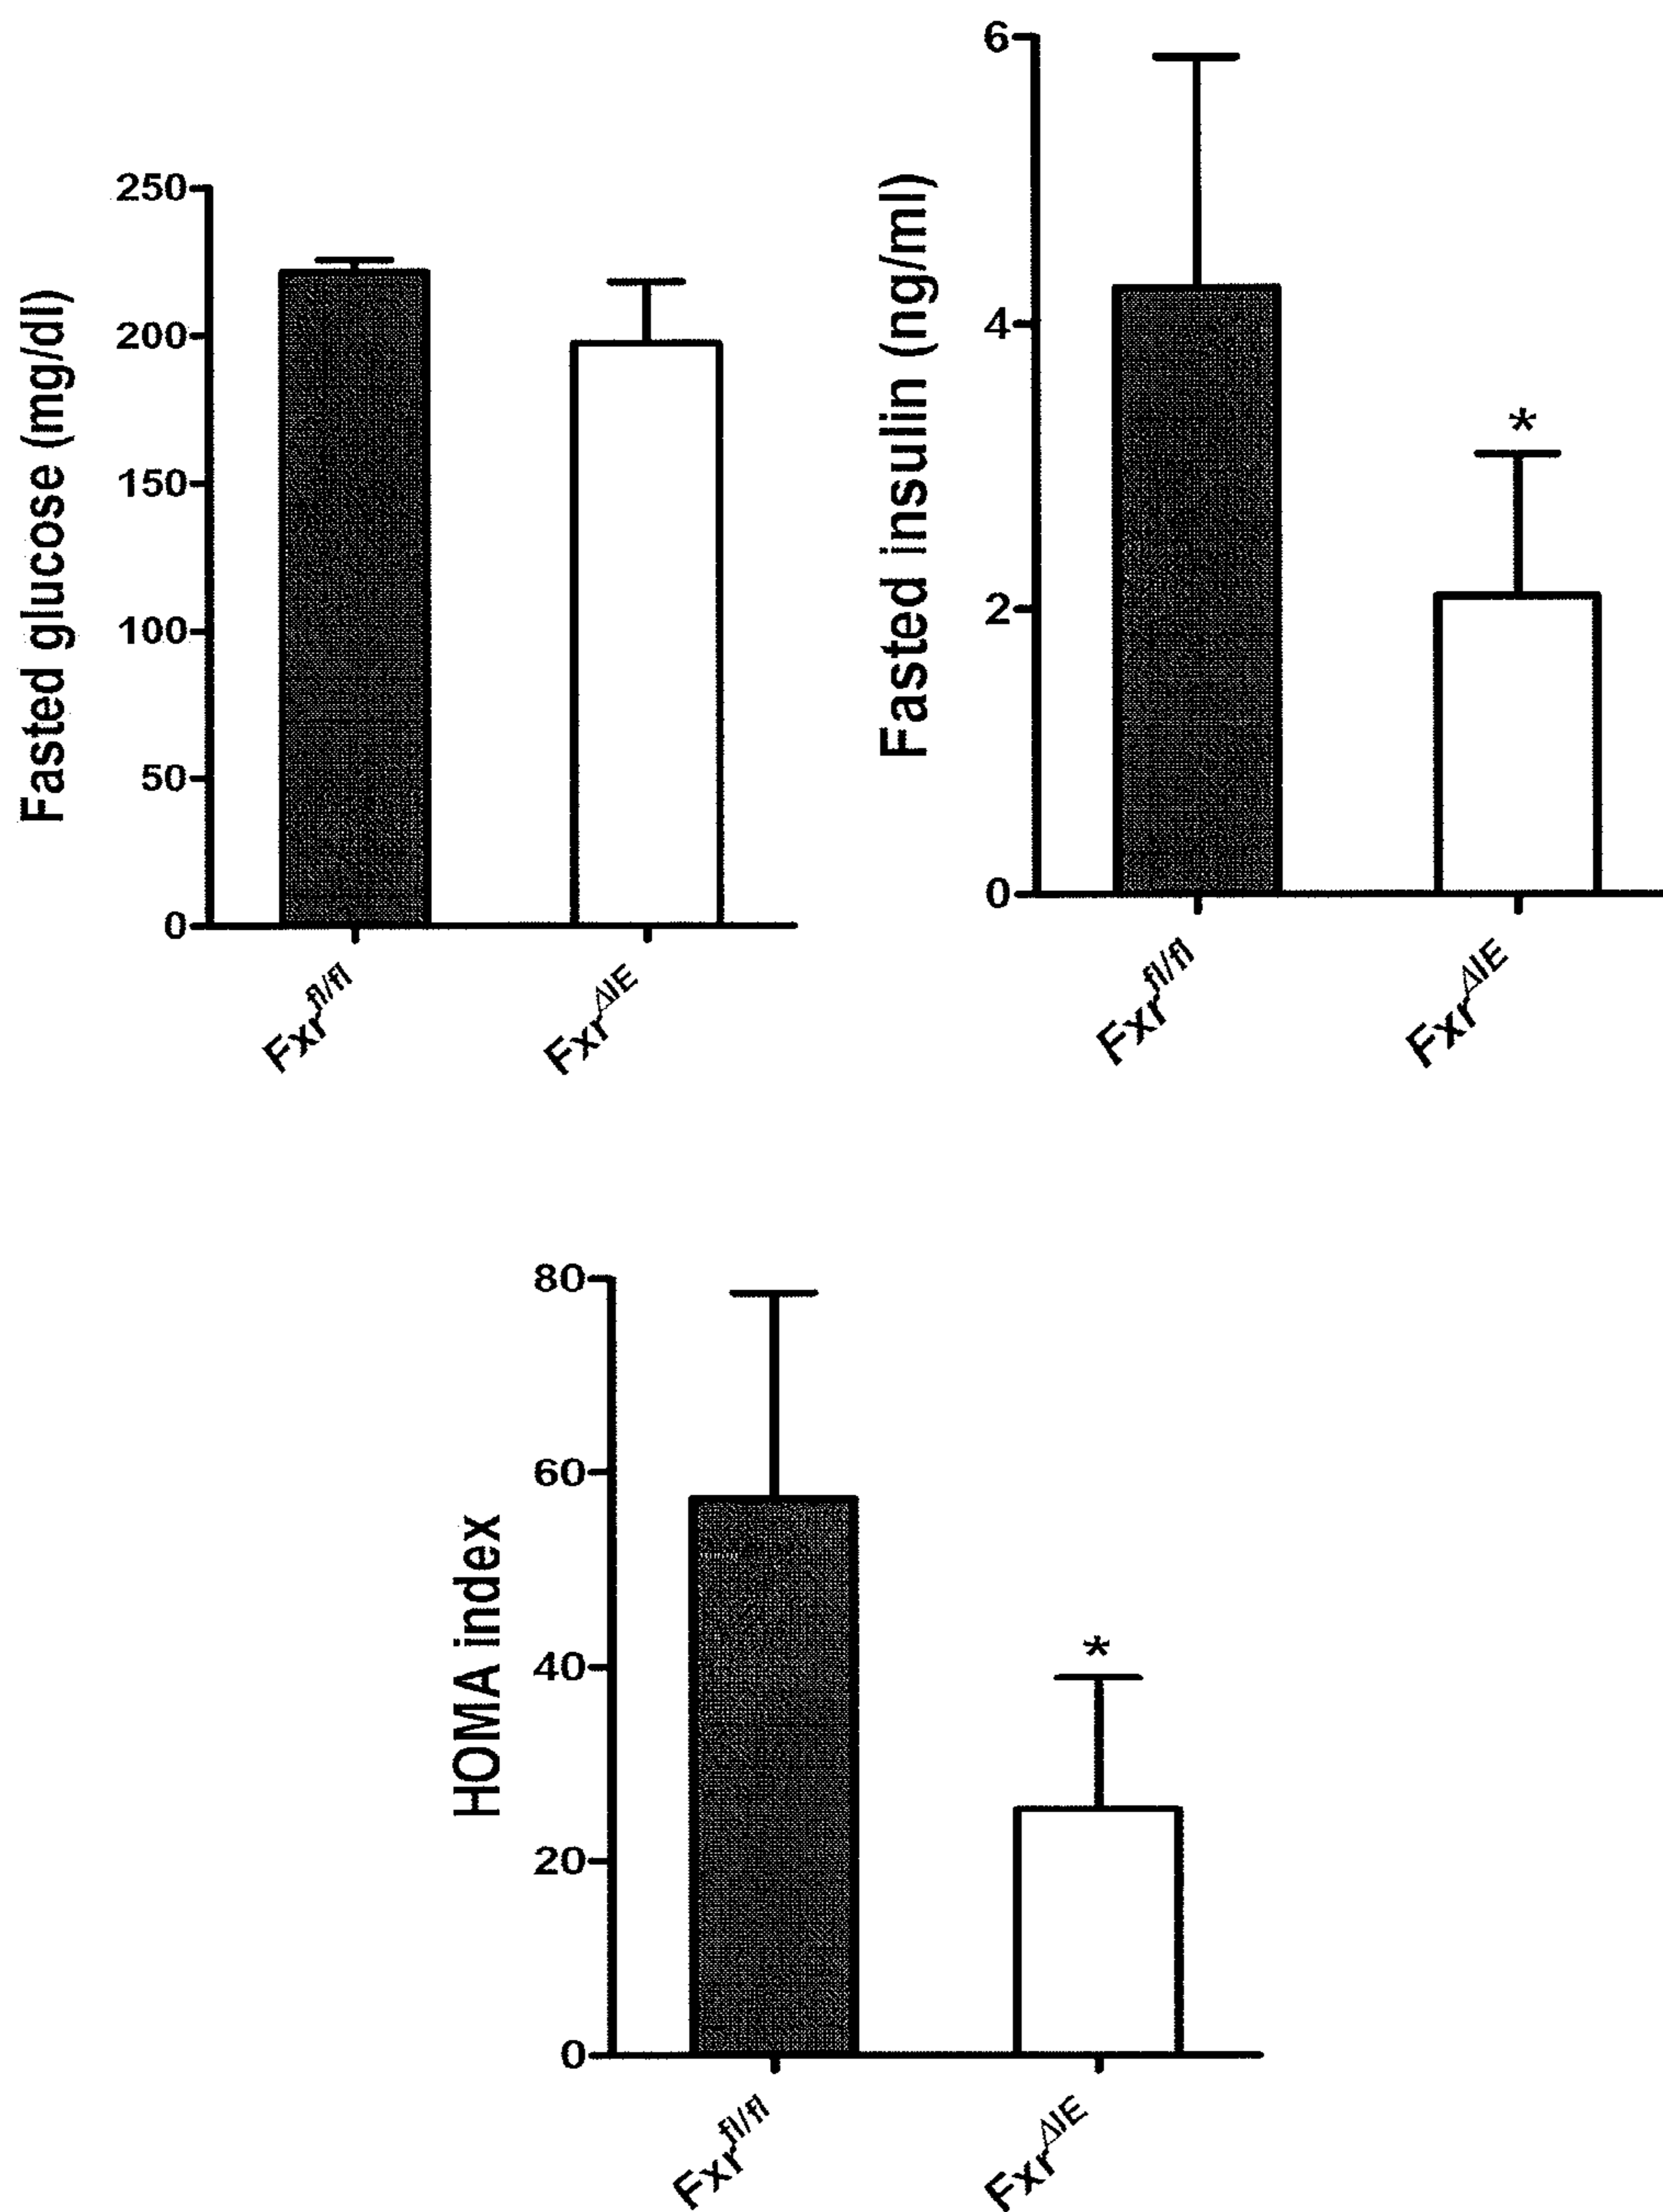 Fasted glucose (mg/dl)
250
200
150
100
50
0
Fxr^fl/fl
Fxr^ΔIE
Fasted insulin (ng/ml)
6
4
2
0
*
Fxr^fl/fl
Fxr^ΔIE
HOMA index
80
60
40
20
0
*
Fxr^fl/fl
Fxr^ΔIE